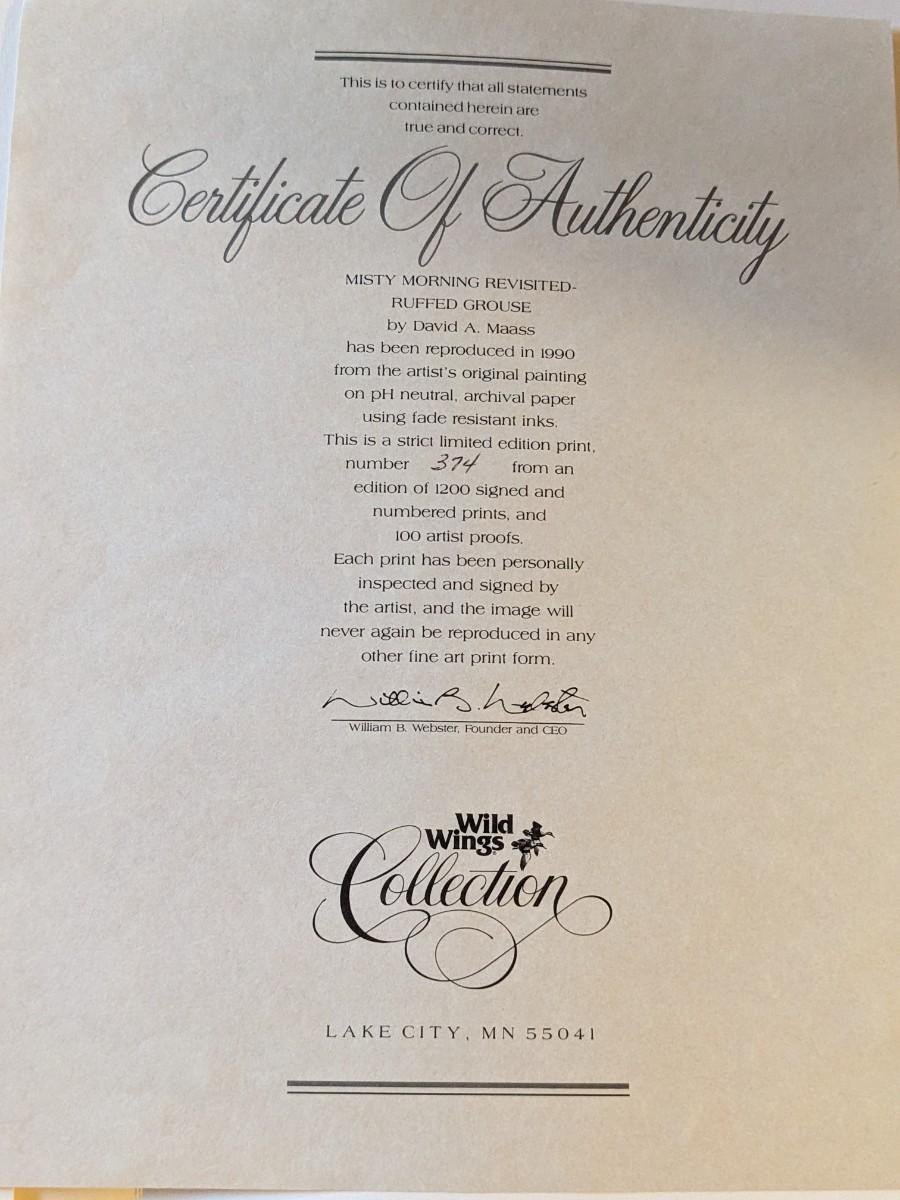 This is to certify that all statements
contained herein are
true and correct.
Certificate Of Authenticity
MISTY MORNING REVISITED-
RUFFED GROUSE
by David A. Maass
has been reproduced in 1990
from the artist's original painting
on pH neutral, archival paper
using fade resistant inks.
This is a strict limited edition print,
number 374 from an
edition of 1200 signed and
numbered prints, and
100 artist proofs.
Each print has been personally
inspected and signed by
the artist, and the image will
never again be reproduced in any
other fine art print form.
William B. Webster
William B. Webster, Founder and CEO
Wild
Wings®
Collection
LAKE CITY, MN 55041